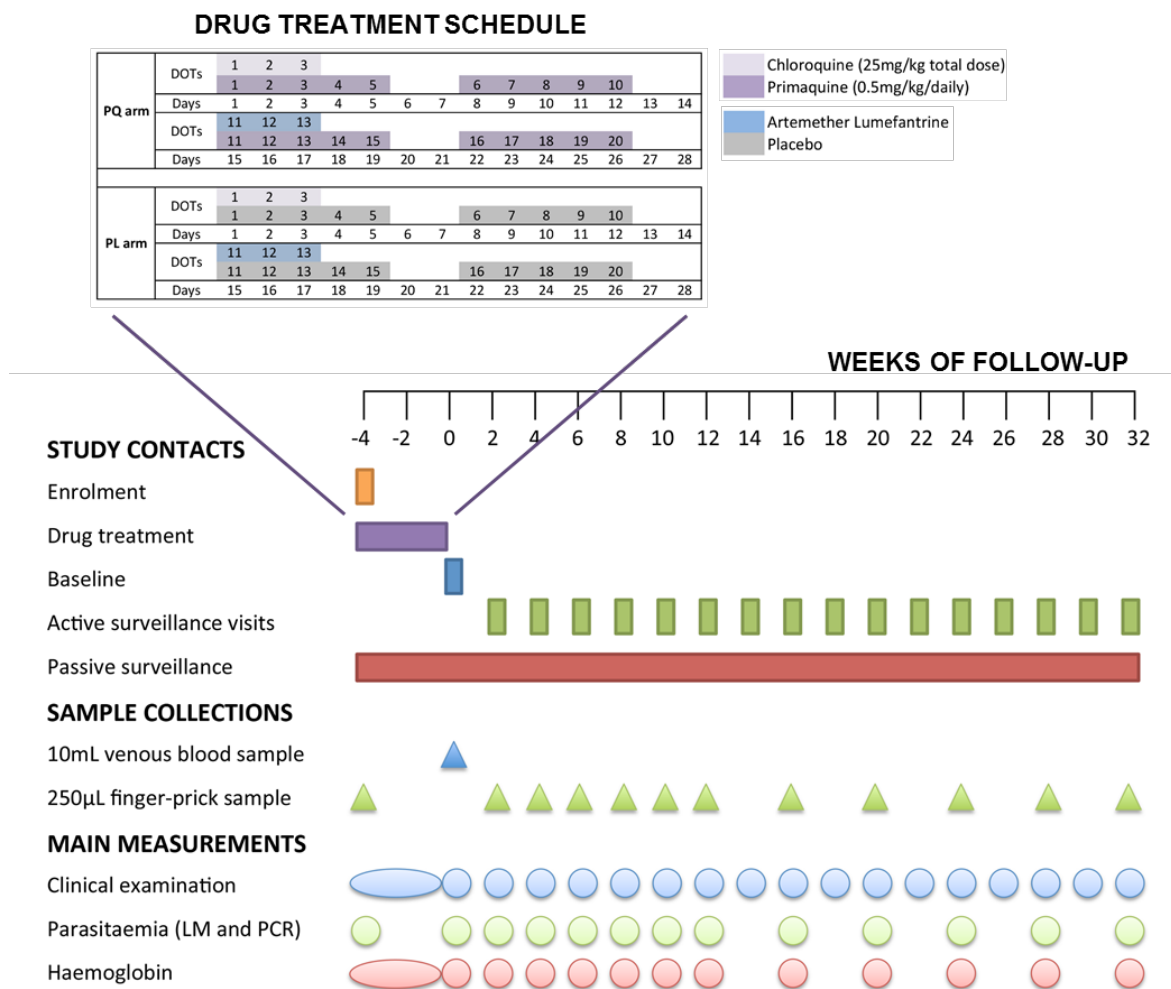 DRUG TREATMENT SCHEDULE
PQ arm
DOTs
1 2 3
1 2 3 4 5 6 7 8 9 10
Days 1 2 3 4 5 6 7 8 9 10 11 12 13 14
DOTs
11 12 13
11 12 13 14 15 16 17 18 19 20
Days 15 16 17 18 19 20 21 22 23 24 25 26 27 28
PL arm
DOTs
1 2 3
1 2 3 4 5 6 7 8 9 10
Days 1 2 3 4 5 6 7 8 9 10 11 12 13 14
DOTs
11 12 13
11 12 13 14 15 16 17 18 19 20
Days 15 16 17 18 19 20 21 22 23 24 25 26 27 28
Chloroquine (25mg/kg total dose)
Primaquine (0.5mg/kg/daily)
Artemether Lumefantrine
Placebo
WEEKS OF FOLLOW-UP
-4 -2 0 2 4 6 8 10 12 16 20 24 28 30 32
STUDY CONTACTS
Enrolment
Drug treatment
Baseline
Active surveillance visits
Passive surveillance
SAMPLE COLLECTIONS
10mL venous blood sample
250µL finger-prick sample
MAIN MEASUREMENTS
Clinical examination
Parasitaemia (LM and PCR)
Haemoglobin